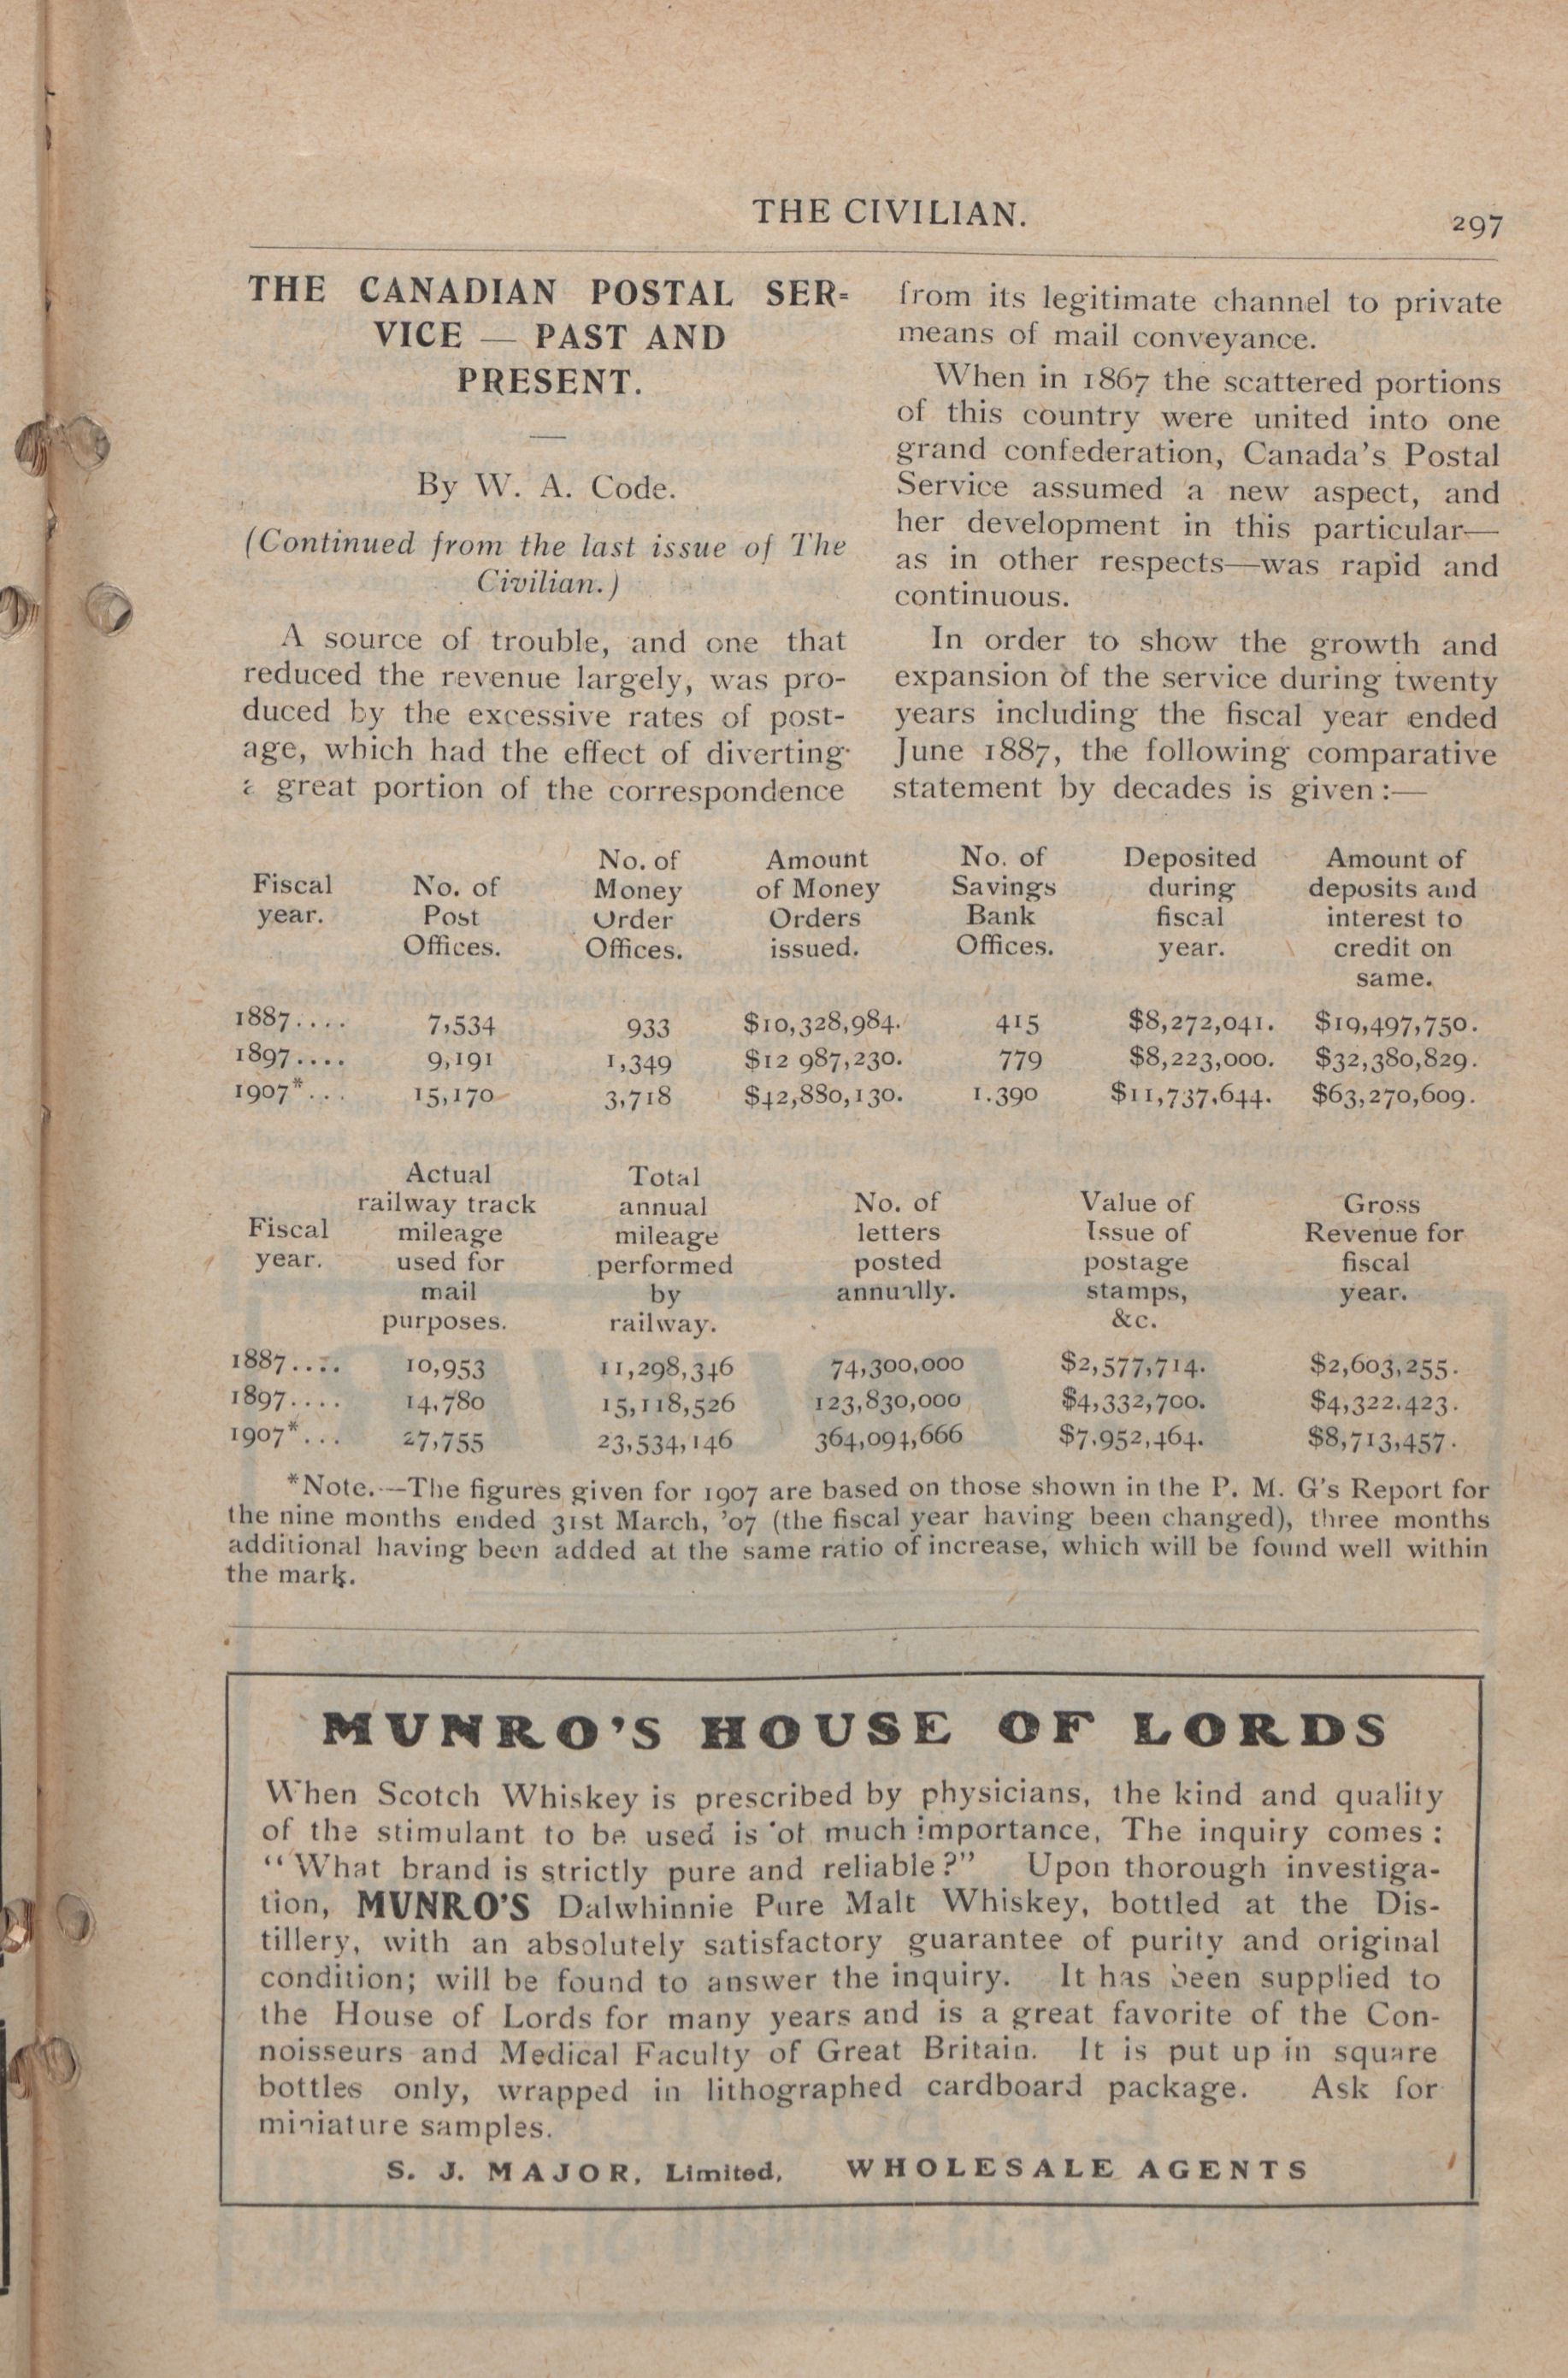 THE CIVILIAN.
297
THE CANADIAN POSTAL SER-
VICE — PAST AND
PRESENT.
By W. A. Code.
(Continued from the last issue of The
Civilian.)
A source of trouble, and one that
reduced the revenue largely, was pro-
duced by the excessive rates of post-
age, which had the effect of diverting
a great portion of the correspondence
from its legitimate channel to private
means of mail conveyance.
When in 1867 the scattered portions
of this country were united into one
grand confederation, Canada's Postal
Service assumed a new aspect, and
her development in this particular—
as in other respects—was rapid and
continuous.
In order to show the growth and
expansion of the service during twenty
years including the fiscal year ended
June 1887, the following comparative
statement by decades is given:—
No. of Amount No. of Deposited Amount of
Fiscal No. of Money of Money Savings during deposits and
year. Post Order Orders Bank fiscal interest to
Offices. Offices. issued. Offices. year. credit on
same.
1887.... 7,534 933 $10,328,984. 415 $8,272,041. $19,497,750.
1897.... 9,191 1,349 $12 987,230. 779 $8,223,000. $32,380,829.
1907*... 15,170 3,718 $42,880,130. 1.390 $11,737,644. $63,270,609.
Actual Total
railway track annual No. of Value of Gross
Fiscal mileage mileage letters Issue of Revenue for
year. used for performed posted postage fiscal
mail by annually. stamps, year.
purposes. railway. &c.
1887.... 10,953 11,298,346 74,300,000 $2,577,714. $2,603,255.
1897.... 14,780 15,118,526 123,830,000 $4,332,700. $4,322.423.
1907*... 27,755 23,534,146 364,094,666 $7,952,464. $8,713,457.
*Note.—The figures given for 1907 are based on those shown in the P. M. G's Report for
the nine months ended 31st March, '07 (the fiscal year having been changed), three months
additional having been added at the same ratio of increase, which will be found well within
the mark.
MUNRO'S HOUSE OF LORDS
When Scotch Whiskey is prescribed by physicians, the kind and quality
of the stimulant to be used is of much importance, The inquiry comes:
"What brand is strictly pure and reliable?" Upon thorough investiga-
tion, MUNRO'S Dalwhinnie Pure Malt Whiskey, bottled at the Dis-
tillery, with an absolutely satisfactory guarantee of purity and original
condition; will be found to answer the inquiry. It has been supplied to
the House of Lords for many years and is a great favorite of the Con-
noisseurs and Medical Faculty of Great Britain. It is put up in square
bottles only, wrapped in lithographed cardboard package. Ask for
miniature samples.
S. J. MAJOR, Limited, WHOLESALE AGENTS